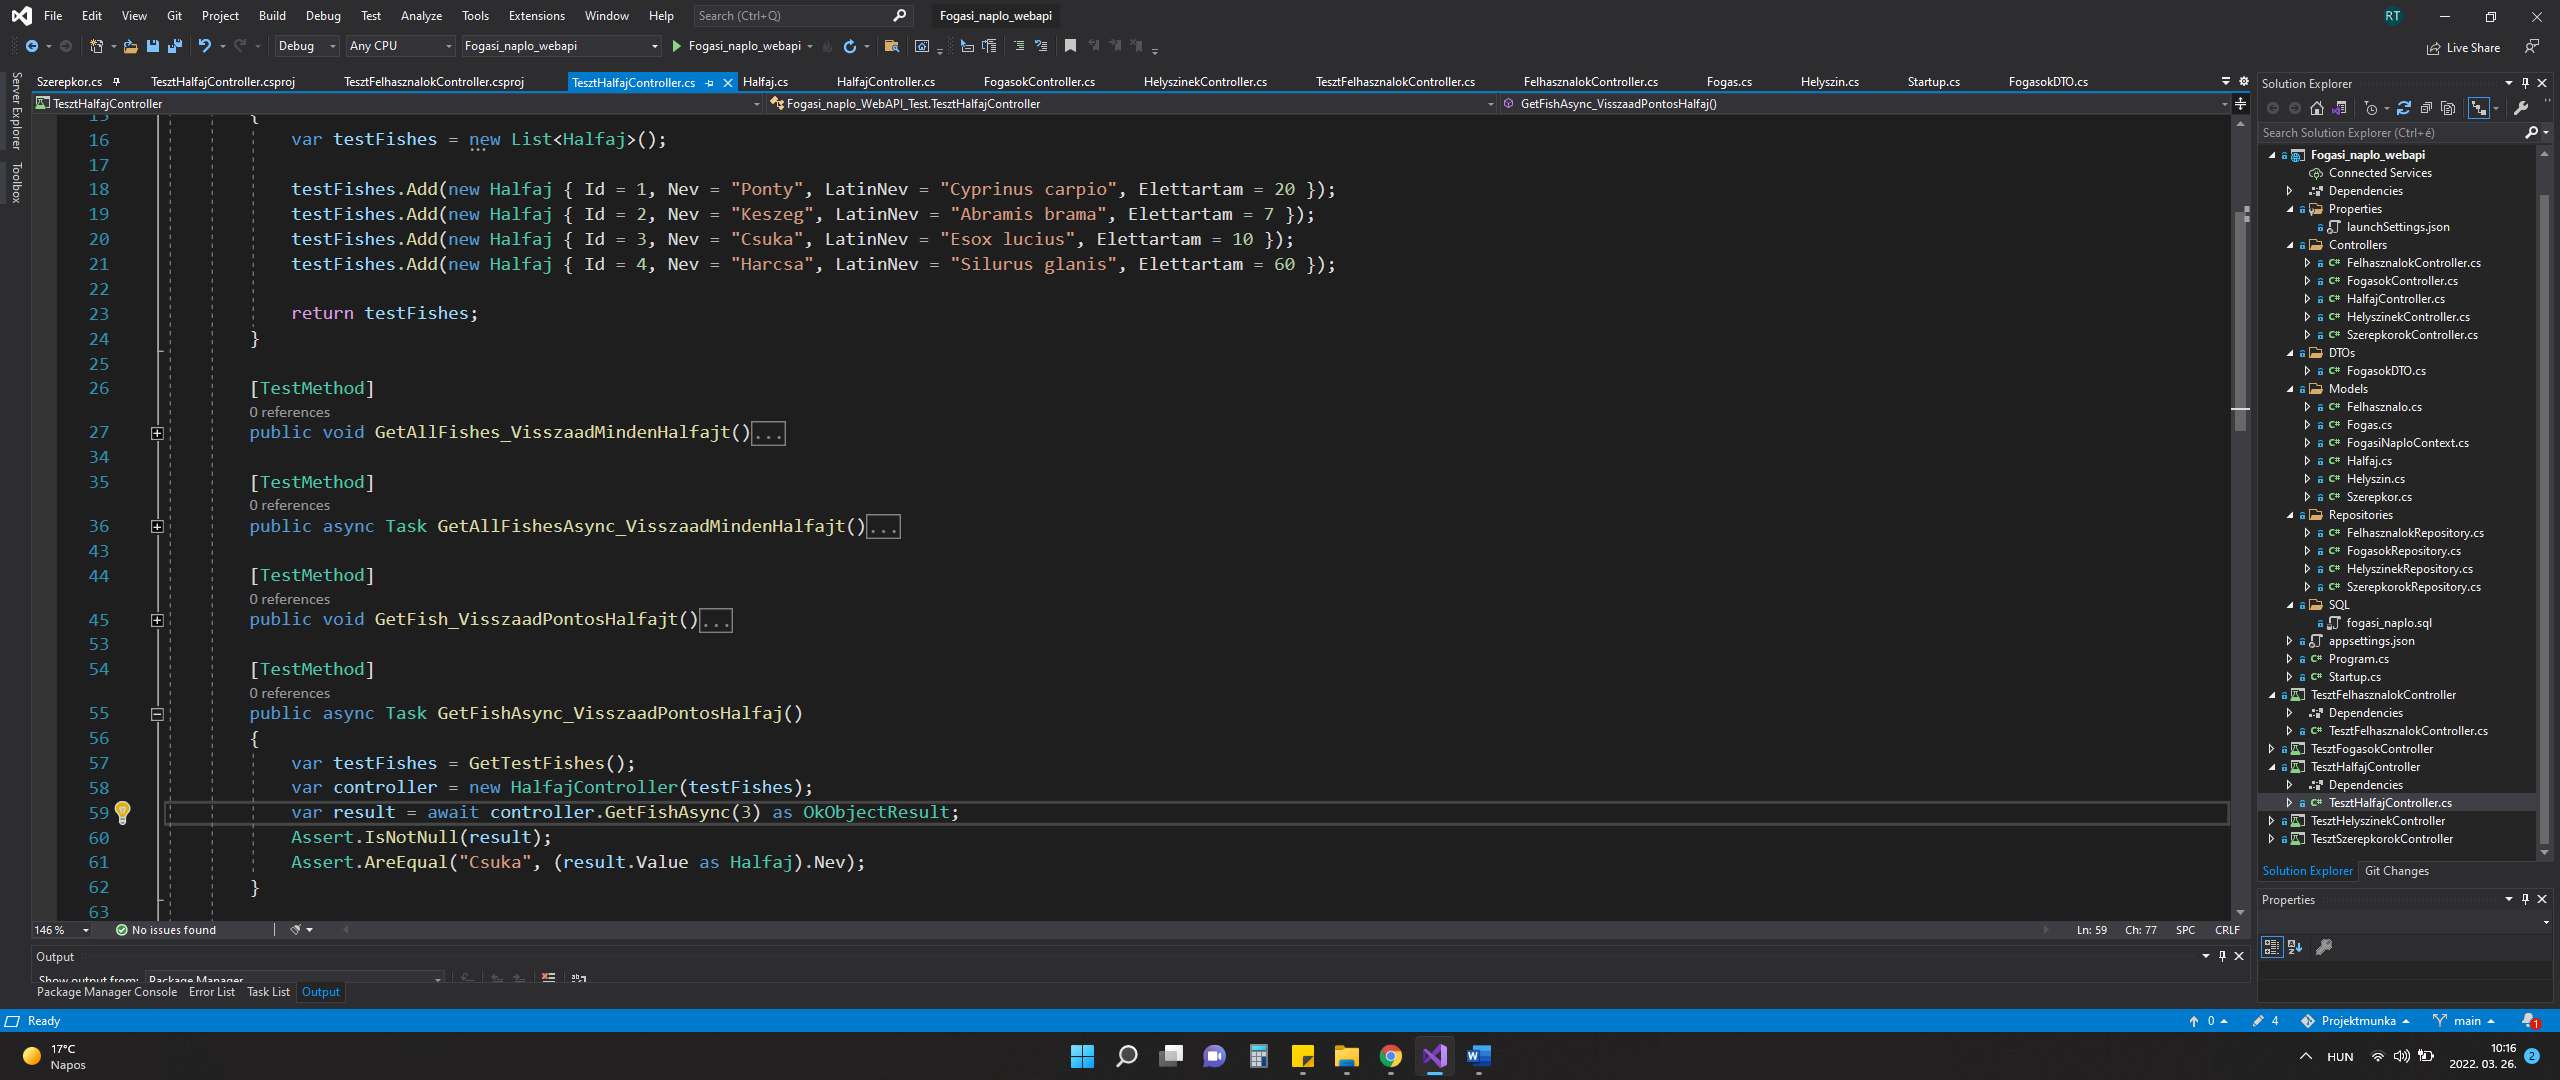 File Edit View Git Project Build Debug Test Analyze Tools Extensions Window Help Search (Ctrl+Q) Fogasi_naplo_webapi RT
Debug Any CPU Fogasi_naplo_webapi Fogasi_naplo_webapi Live Share
Szerepkor.cs TesztHalfajController.csproj TesztFelhasznalokController.csproj TesztHalfajController.cs Halfaj.cs HalfajController.cs FogasokController.cs HelyszinekController.cs TesztFelhasznalokController.cs FelhasznalokController.cs Fogas.cs Helyszin.cs Startup.cs FogasokDTO.cs
TesztHalfajController Fogasi_naplo_WebAPI_Test.TesztHalfajController GetFishAsync_VisszaadPontosHalfaj()
Server Explorer
Toolbox
15 {
16 var testFishes = new List<Halfaj>();
17
18 testFishes.Add(new Halfaj { Id = 1, Nev = "Ponty", LatinNev = "Cyprinus carpio", Elettartam = 20 });
19 testFishes.Add(new Halfaj { Id = 2, Nev = "Keszeg", LatinNev = "Abramis brama", Elettartam = 7 });
20 testFishes.Add(new Halfaj { Id = 3, Nev = "Csuka", LatinNev = "Esox lucius", Elettartam = 10 });
21 testFishes.Add(new Halfaj { Id = 4, Nev = "Harcsa", LatinNev = "Silurus glanis", Elettartam = 60 });
22
23 return testFishes;
24 }
25
26 [TestMethod]
0 references
27 public void GetAllFishes_VisszaadMindenHalfajt()...
34
35 [TestMethod]
0 references
36 public async Task GetAllFishesAsync_VisszaadMindenHalfajt()...
43
44 [TestMethod]
0 references
45 public void GetFish_VisszaadPontosHalfajt()...
53
54 [TestMethod]
0 references
55 public async Task GetFishAsync_VisszaadPontosHalfaj()
56 {
57 var testFishes = GetTestFishes();
58 var controller = new HalfajController(testFishes);
59 var result = await controller.GetFishAsync(3) as OkObjectResult;
60 Assert.IsNotNull(result);
61 Assert.AreEqual("Csuka", (result.Value as Halfaj).Nev);
62 }
63
146 % No issues found Ln: 59 Ch: 77 SPC CRLF
Output
Show output from: Package Manager
Package Manager Console Error List Task List Output
Solution Explorer
Search Solution Explorer (Ctrl+é)
Fogasi_naplo_webapi
Connected Services
Dependencies
Properties
launchSettings.json
Controllers
C# FelhasznalokController.cs
C# FogasokController.cs
C# HalfajController.cs
C# HelyszinekController.cs
C# SzerepkorokController.cs
DTOs
C# FogasokDTO.cs
Models
C# Felhasznalo.cs
C# Fogas.cs
C# FogasiNaploContext.cs
C# Halfaj.cs
C# Helyszin.cs
C# Szerepkor.cs
Repositories
C# FelhasznalokRepository.cs
C# FogasokRepository.cs
C# HelyszinekRepository.cs
C# SzerepkorokRepository.cs
SQL
fogasi_naplo.sql
appsettings.json
C# Program.cs
C# Startup.cs
TesztFelhasznalokController
Dependencies
C# TesztFelhasznalokController.cs
TesztFogasokController
TesztHalfajController
Dependencies
C# TesztHalfajController.cs
TesztHelyszinekController
TesztSzerepkorokController
Solution Explorer Git Changes
Properties
Ready 0 4 Projektmunka main 1
17°C
Napos
HUN 10:16
2022. 03. 26. 2